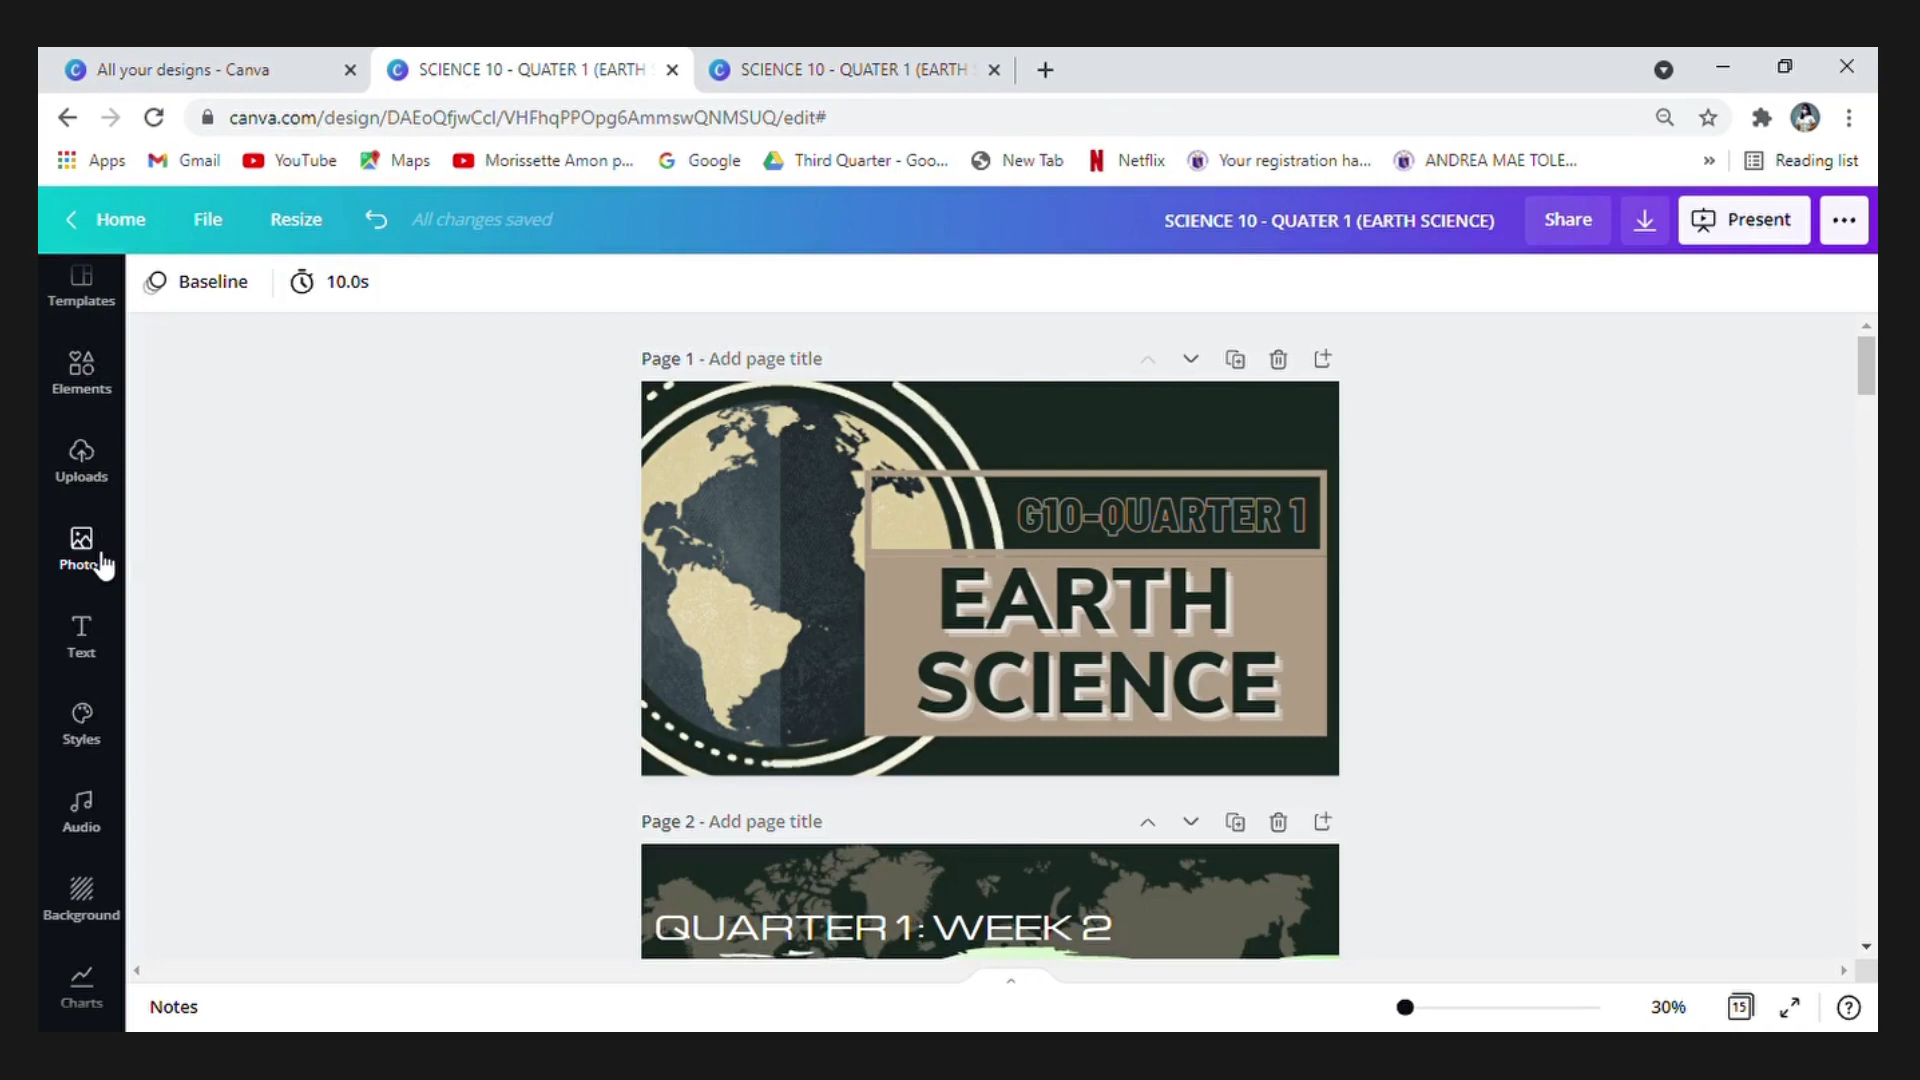 All your designs - Canva
SCIENCE 10 - QUATER 1 (EARTH
SCIENCE 10 - QUATER 1 (EARTH
canva.com/design/DAEoQfjwCcI/VHFhqPPOpg6AmmswQNMSUQ/edit#
Apps Gmail YouTube Maps Morissette Amon p... Google Third Quarter - Goo... New Tab Netflix Your registration ha... ANDREA MAE TOLE... » Reading list
Home File Resize All changes saved SCIENCE 10 - QUATER 1 (EARTH SCIENCE) Share Present
Baseline 10.0s
Templates
Elements
Uploads
Photo
Text
Styles
Audio
Background
Charts
Page 1 - Add page title
G10-QUARTER 1
EARTH
SCIENCE
Page 2 - Add page title
QUARTER 1: WEEK 2
Notes 30% 15 ?